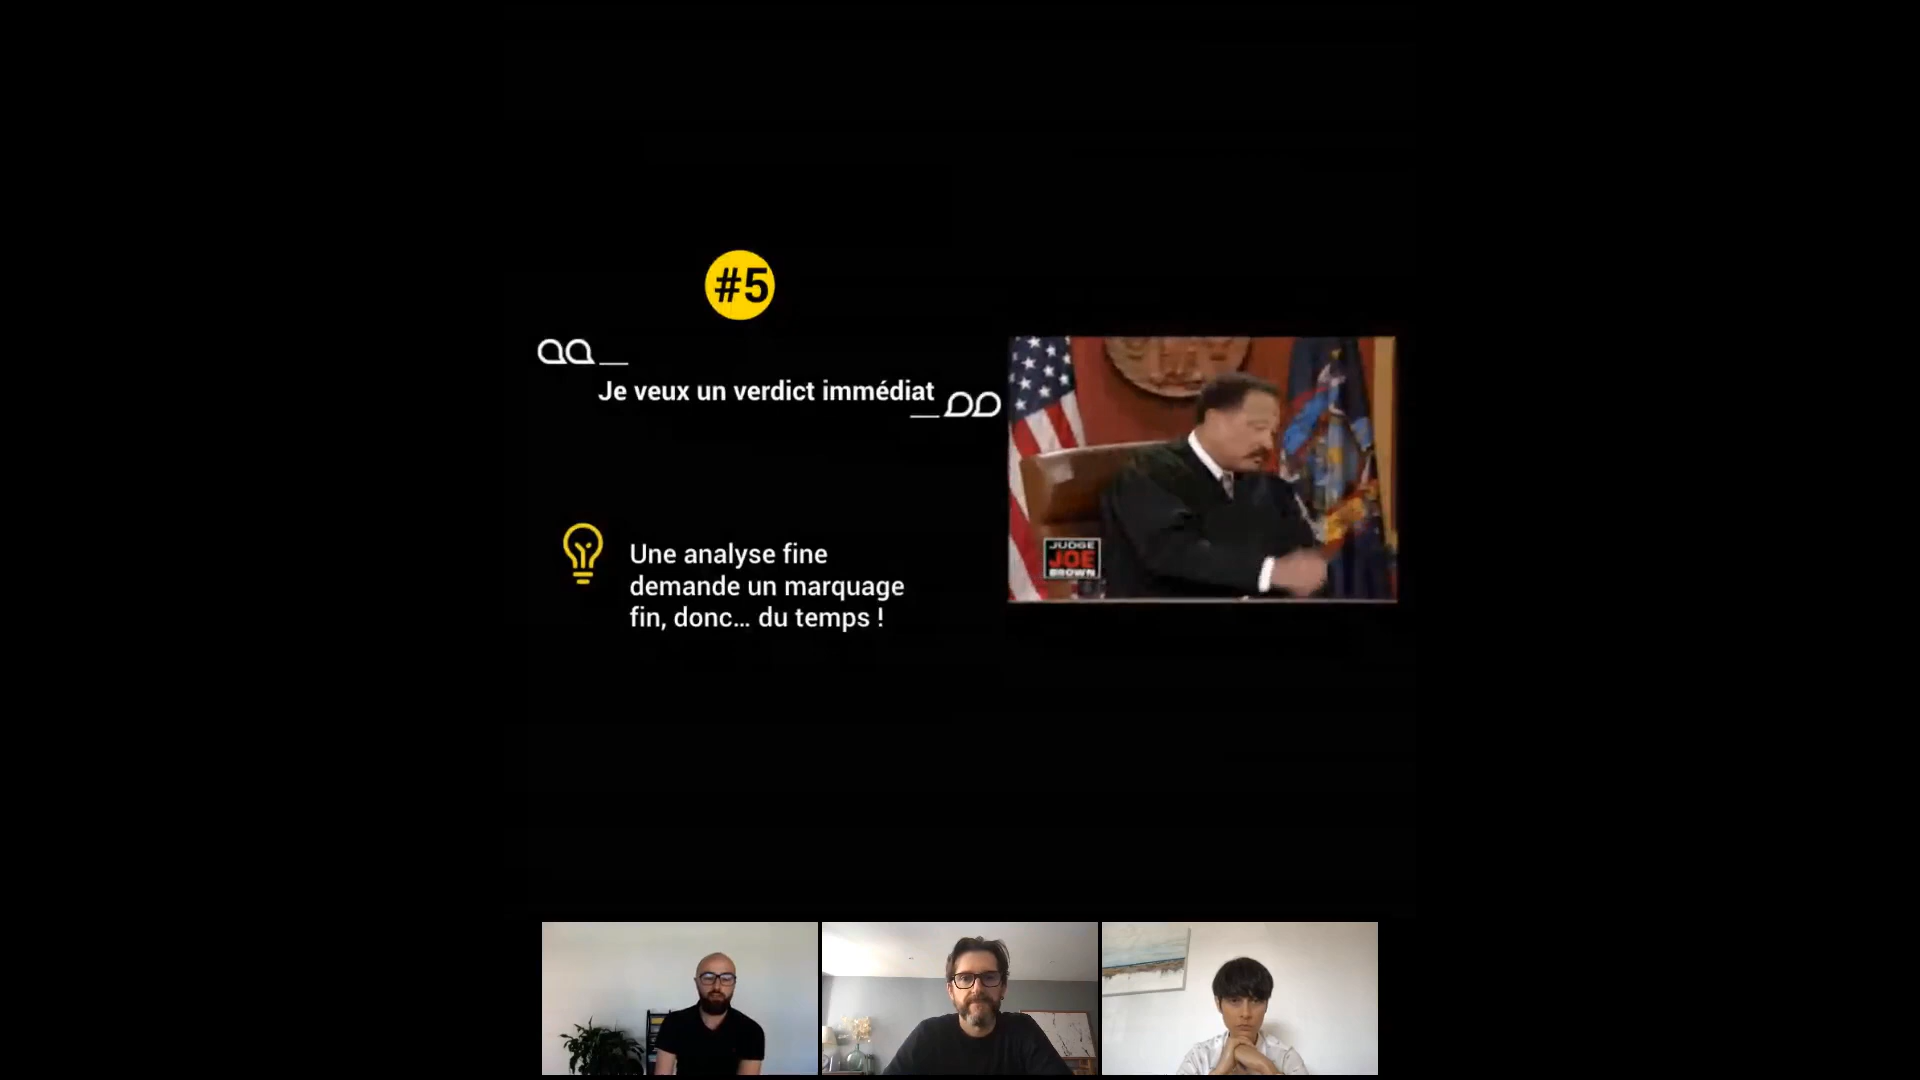 #5
Je veux un verdict immédiat
Une analyse fine
demande un marquage
fin, donc... du temps !
JUDGE
JOE
BROWN